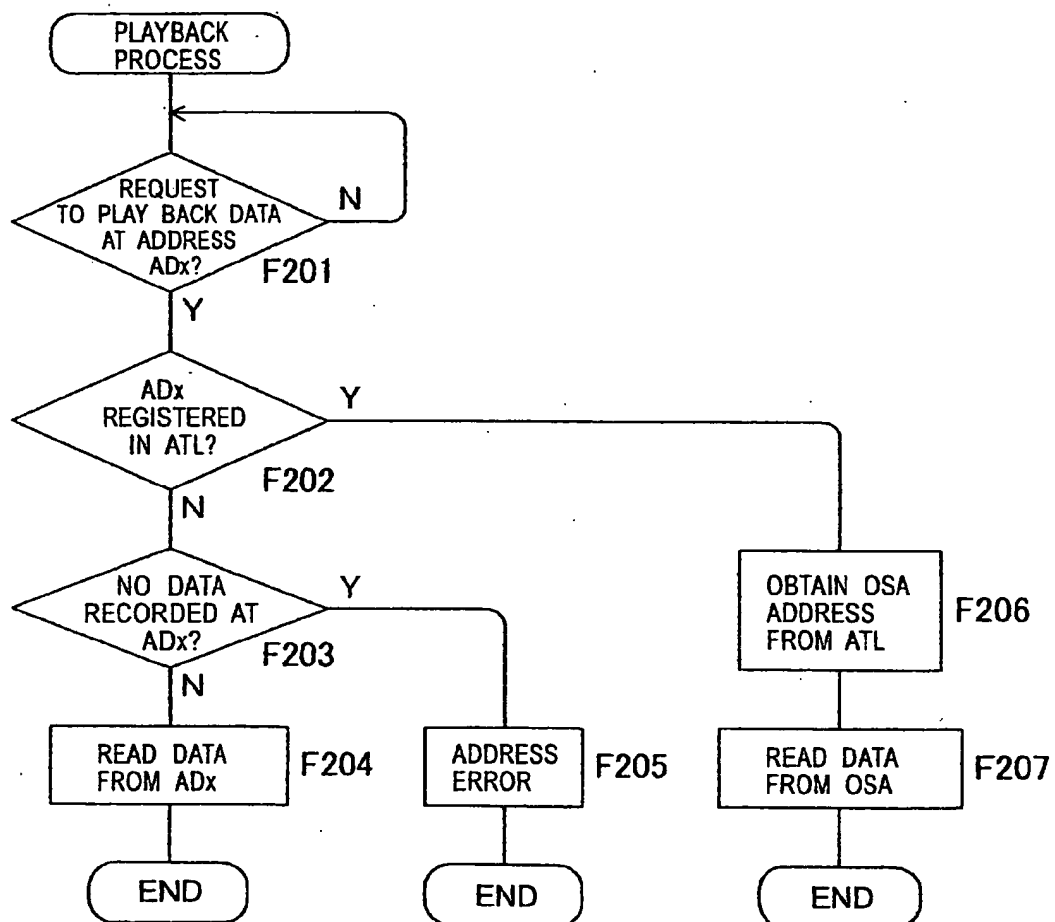 PLAYBACK
PROCESS
REQUEST
TO PLAY BACK DATA
AT ADDRESS
ADx?
N
F201
Y
ADx
REGISTERED
IN ATL?
Y
F202
N
NO DATA
RECORDED AT
ADx?
Y
F203
N
OBTAIN OSA
ADDRESS
FROM ATL
F206
READ DATA
FROM ADx
F204
ADDRESS
ERROR
F205
READ DATA
FROM OSA
F207
END
END
END